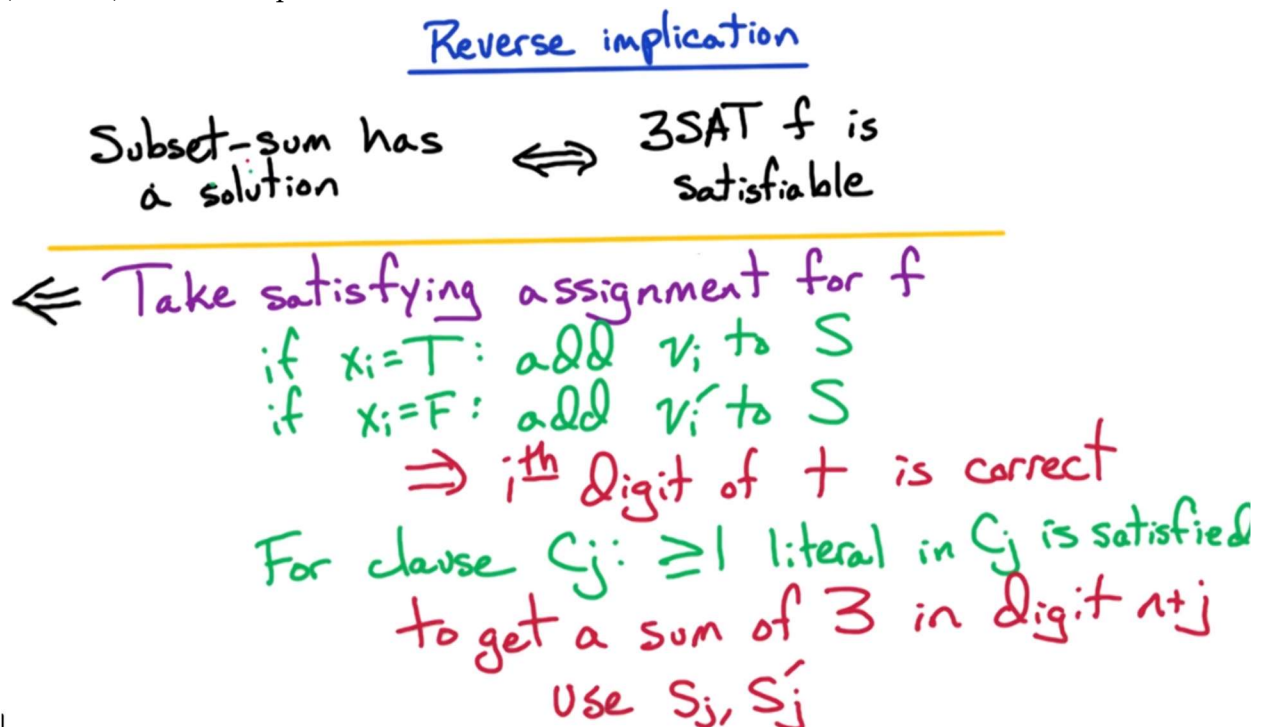 Reverse implication
Subset-sum has a solution ⇔ 3SAT f is satisfiable
⇐ Take satisfying assignment for f
if xᵢ=T: add vᵢ to S
if xᵢ=F: add vᵢ′ to S
⇒ iᵗʰ digit of t is correct
For clause Cⱼ: ≥1 literal in Cⱼ is satisfied
to get a sum of 3 in digit n+j
use Sⱼ, Sⱼ′